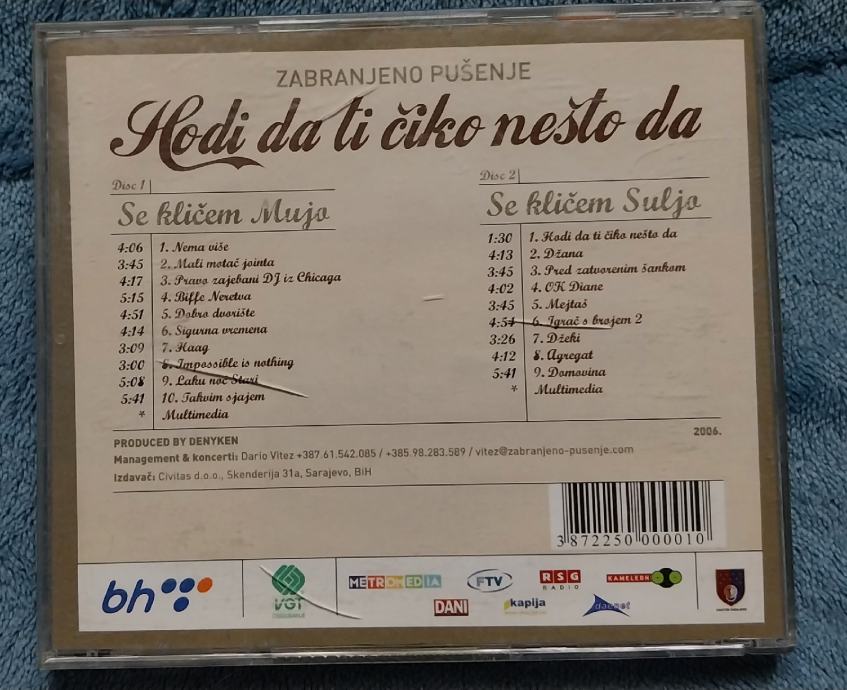 ZABRANJENO PUŠENJE
Hodi da ti čiko nešto da
Disc 1
Se kličem Mujo
4:06 1. Nema više
3:45 2. Mali motač jointa
4:17 3. Pravo zajebani DJ iz Chicaga
5:15 4. Biffe Neretva
4:51 5. Dobro dvorište
4:14 6. Sigurna vremena
3:09 7. Haag
3:00 8. Impossible is nothing
5:08 9. Laku noć Stari
5:41 10. Takvim sjajem
* Multimedia
Disc 2
Se kličem Suljo
1:30 1. Hodi da ti čiko nešto da
4:13 2. Džana
3:45 3. Pred zatvorenim šankom
4:02 4. OK Diane
3:45 5. Mejtaš
4:54 6. Igrač s brojem 2
3:26 7. Džeki
4:12 8. Agregat
5:41 9. Domovina
* Multimedia
2006.
PRODUCED BY DENYKEN
Management & koncerti: Dario Vitez +387.61.542.085 / +385.98.283.589 / vitez@zabranjeno-pusenje.com
Izdavač: Civitas d.o.o., Skenderija 31a, Sarajevo, BiH
3 872250 000010
bh
VGT
OSIGURANJE
METROMEDIA
FTV
RSG
RADIO
KAMELEON
DANI
kapija